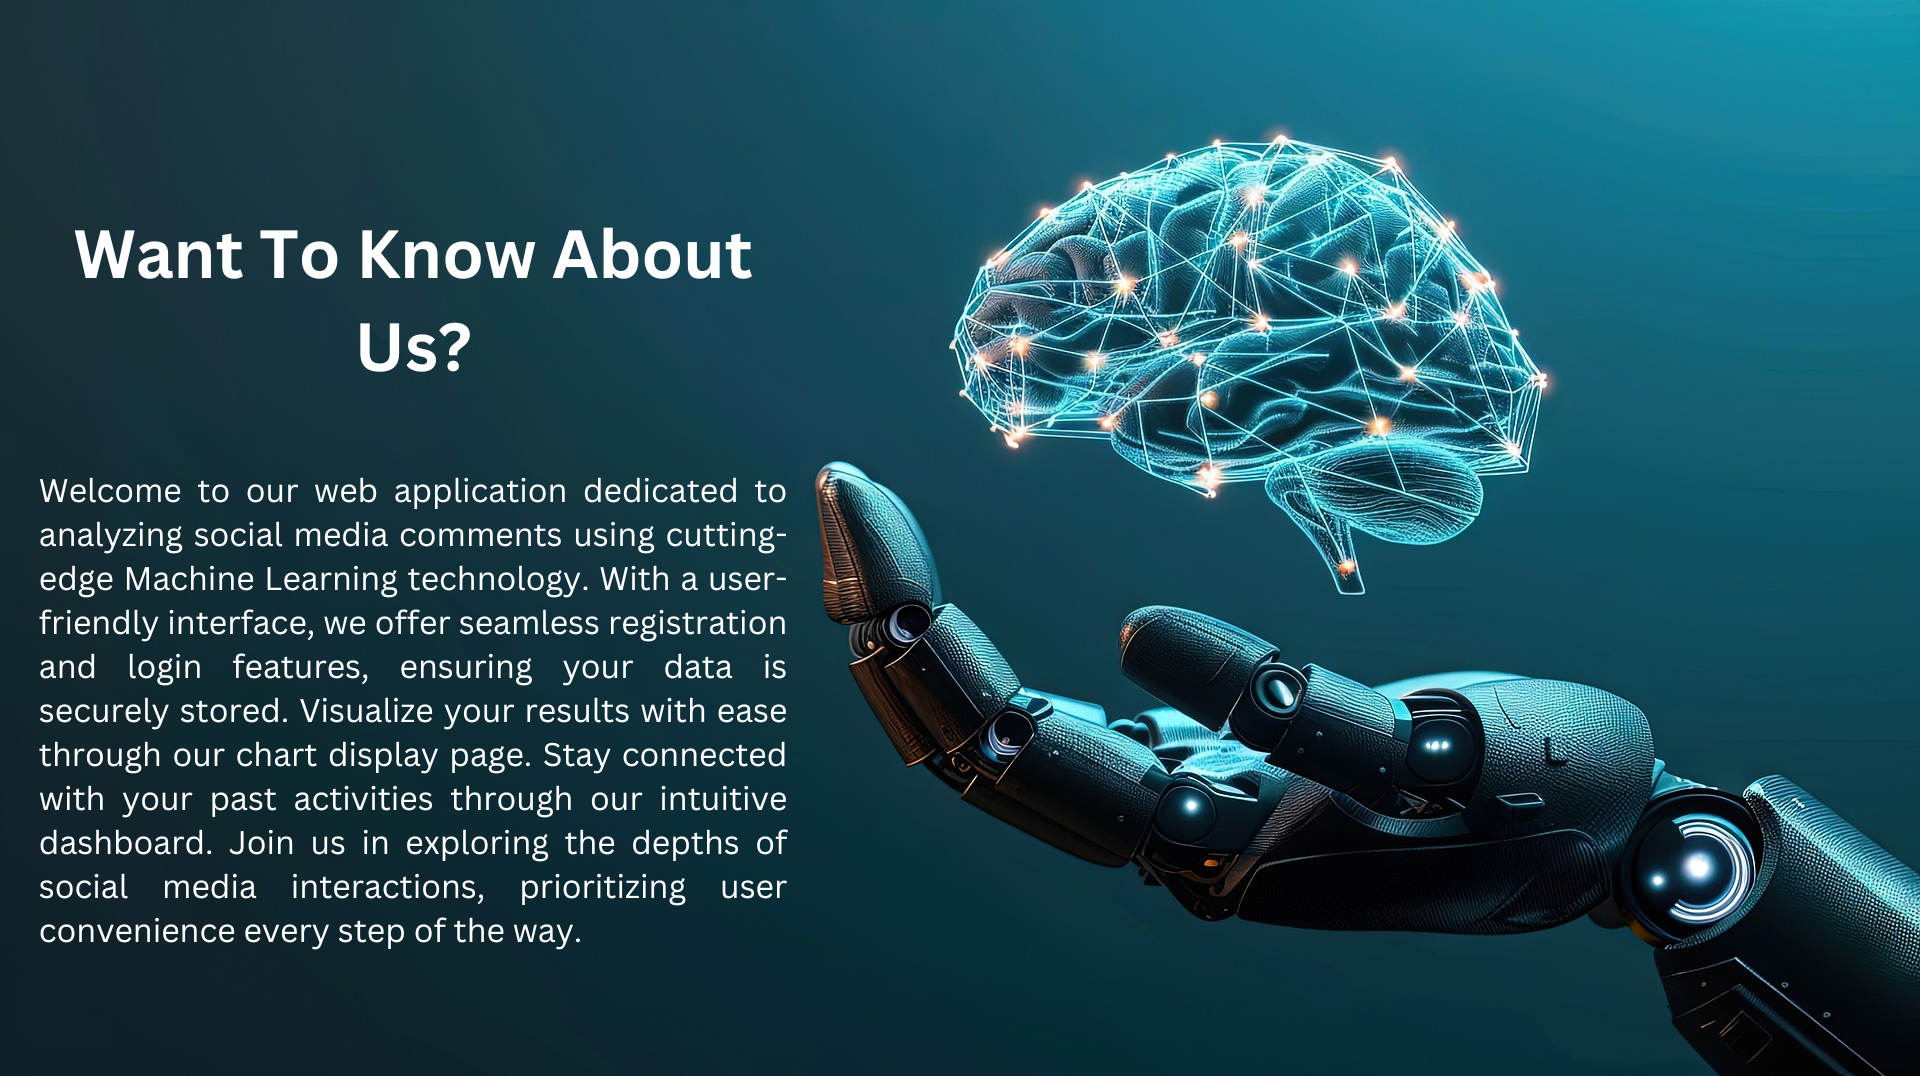 Want To Know About
Us?
Welcome to our web application dedicated to
analyzing social media comments using cutting-
edge Machine Learning technology. With a user-
friendly interface, we offer seamless registration
and login features, ensuring your data is
securely stored. Visualize your results with ease
through our chart display page. Stay connected
with your past activities through our intuitive
dashboard. Join us in exploring the depths of
social media interactions, prioritizing user
convenience every step of the way.